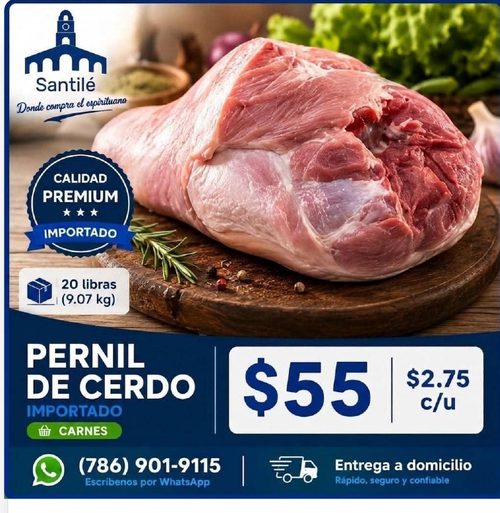 Santilé
Donde compra el espirituano
CALIDAD
PREMIUM
IMPORTADO
20 libras
(9.07 kg)
PERNIL
DE CERDO
IMPORTADO
CARNES
$55
$2.75
c/u
(786) 901-9115
Escríbenos por WhatsApp
Entrega a domicilio
Rápido, seguro y confiable